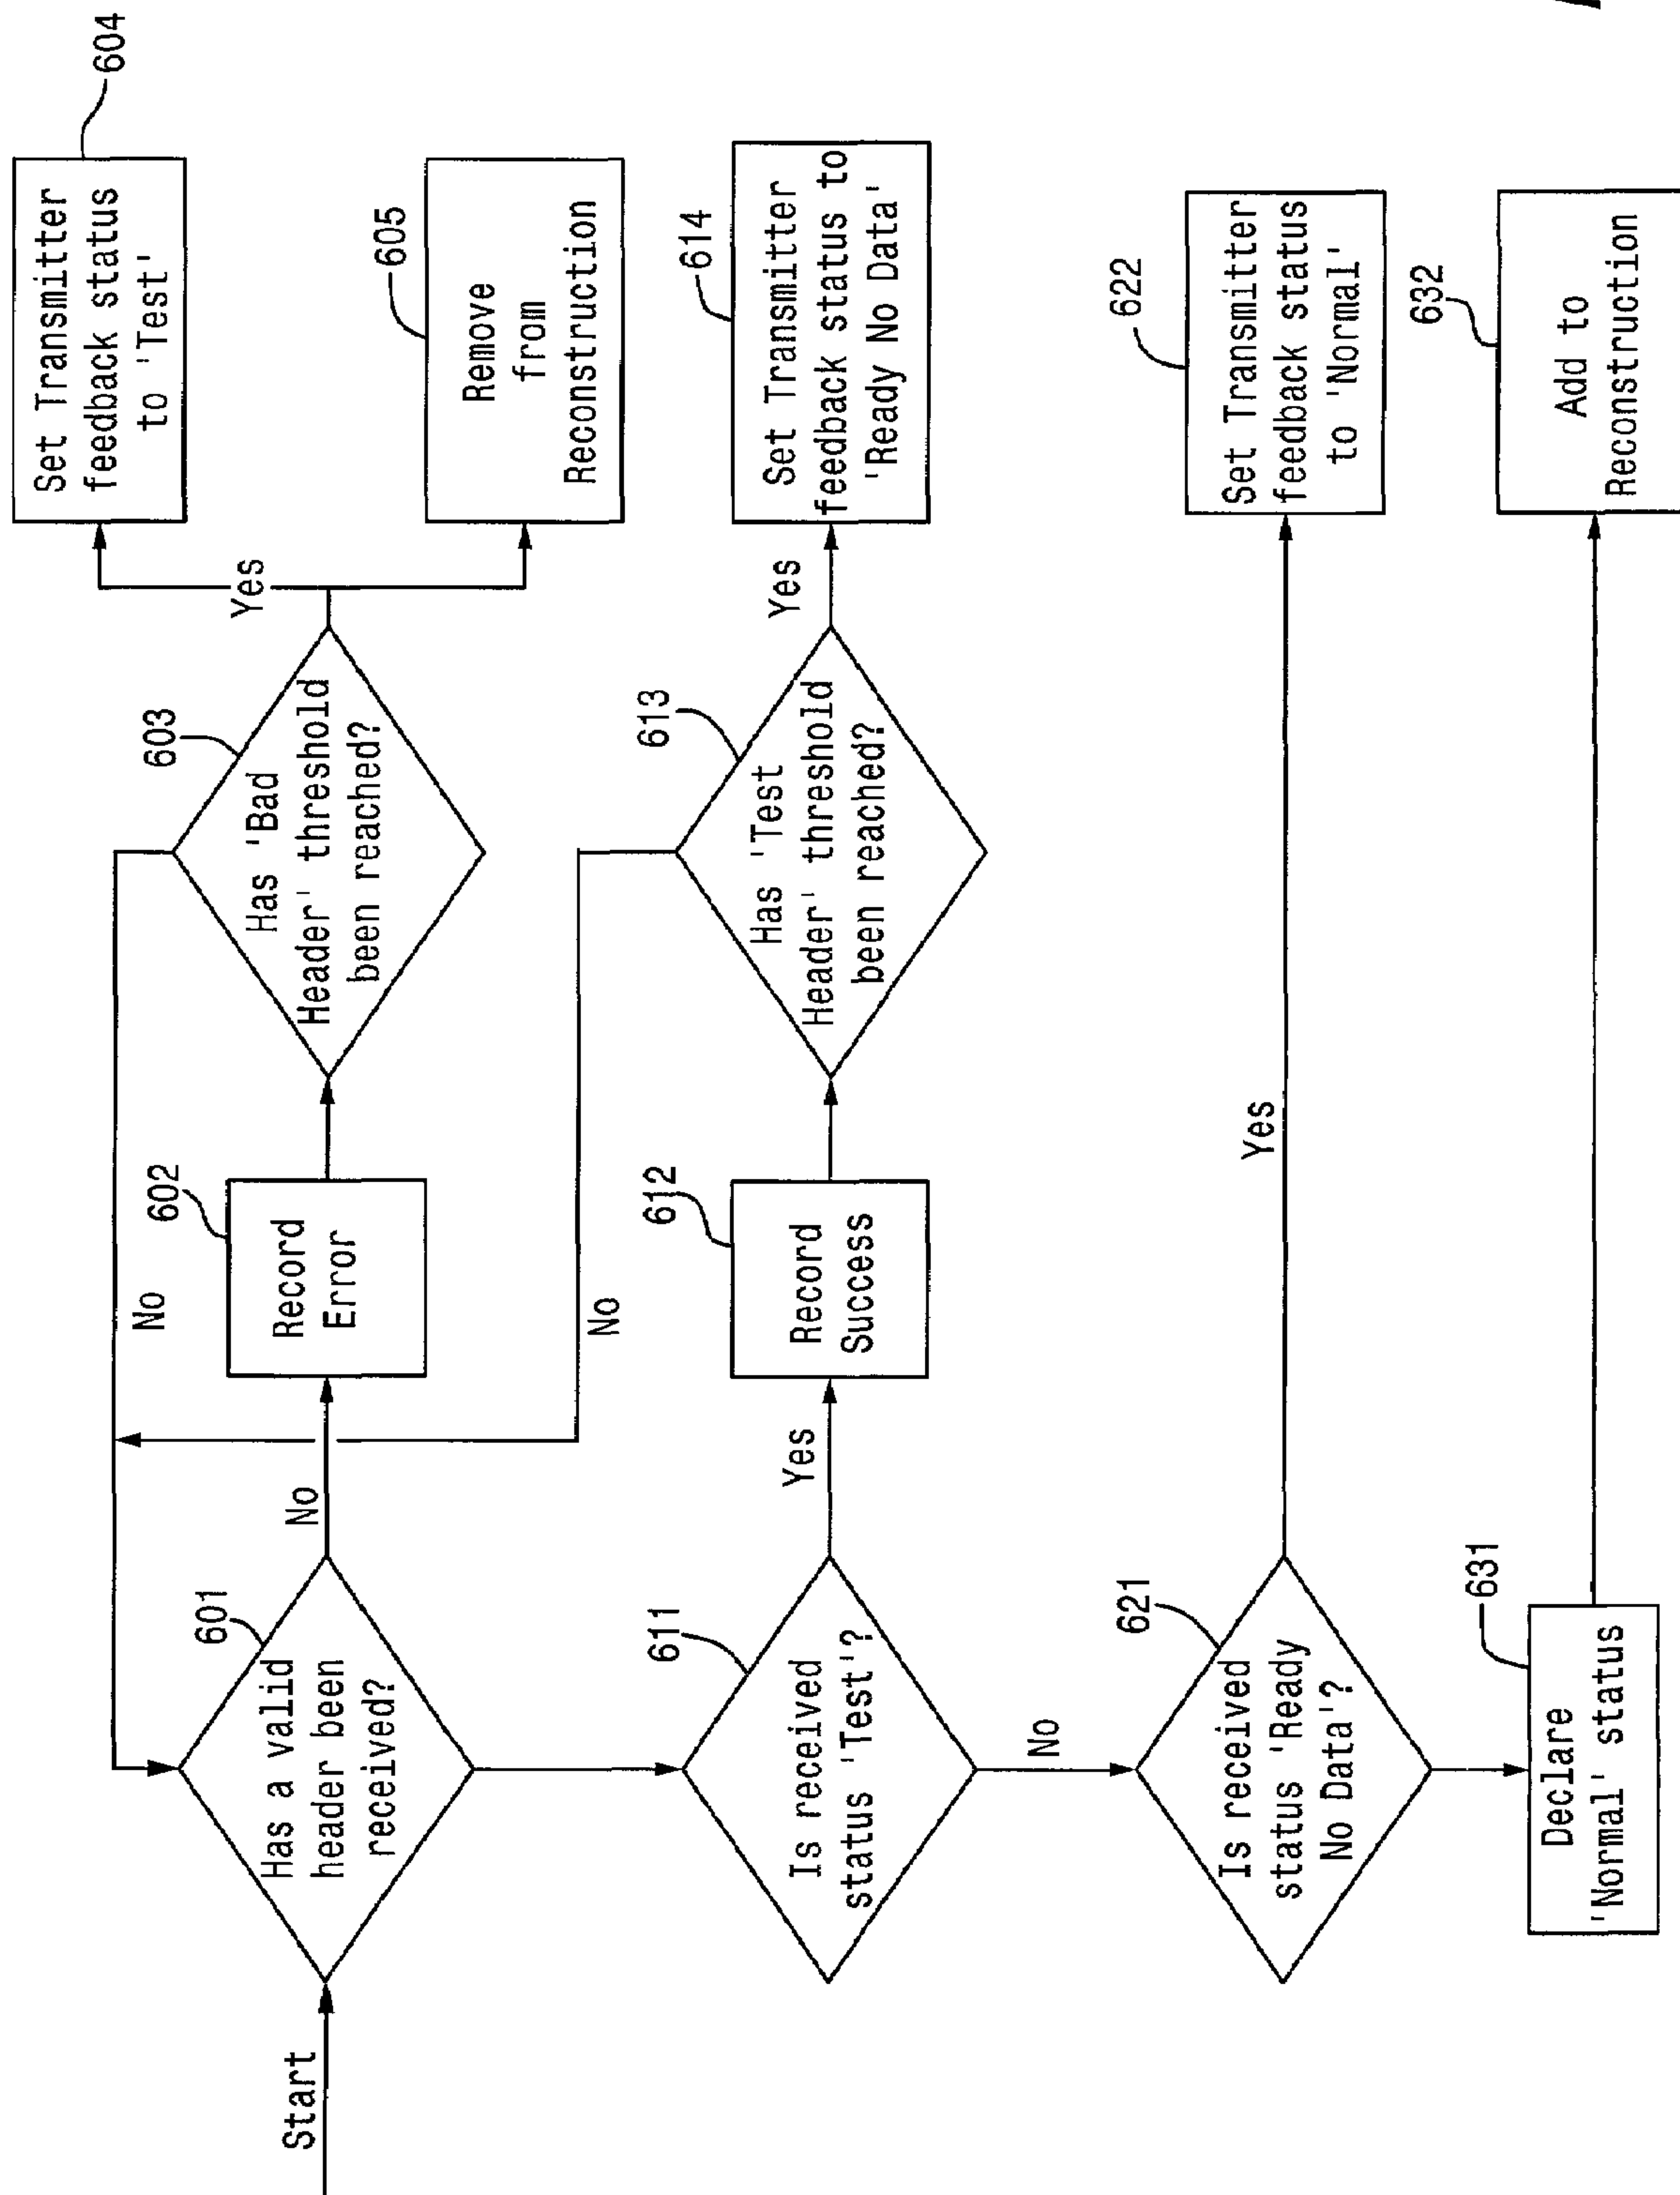 Start
Has a valid
header been
received?
601
No
Record
Error
602
No
Has 'Bad
Header' threshold
been reached?
603
Yes
Set Transmitter
feedback status
to 'Test'
604
Remove
from
Reconstruction
605
Is received
status 'Test'?
611
Yes
Record
Success
612
No
Has 'Test
Header' threshold
been reached?
613
Yes
Set Transmitter
feedback status to
'Ready No Data'
614
No
Is received
status 'Ready
No Data'?
621
Yes
Set Transmitter
feedback status
to 'Normal'
622
Declare
'Normal' status
631
Add to
Reconstruction
632